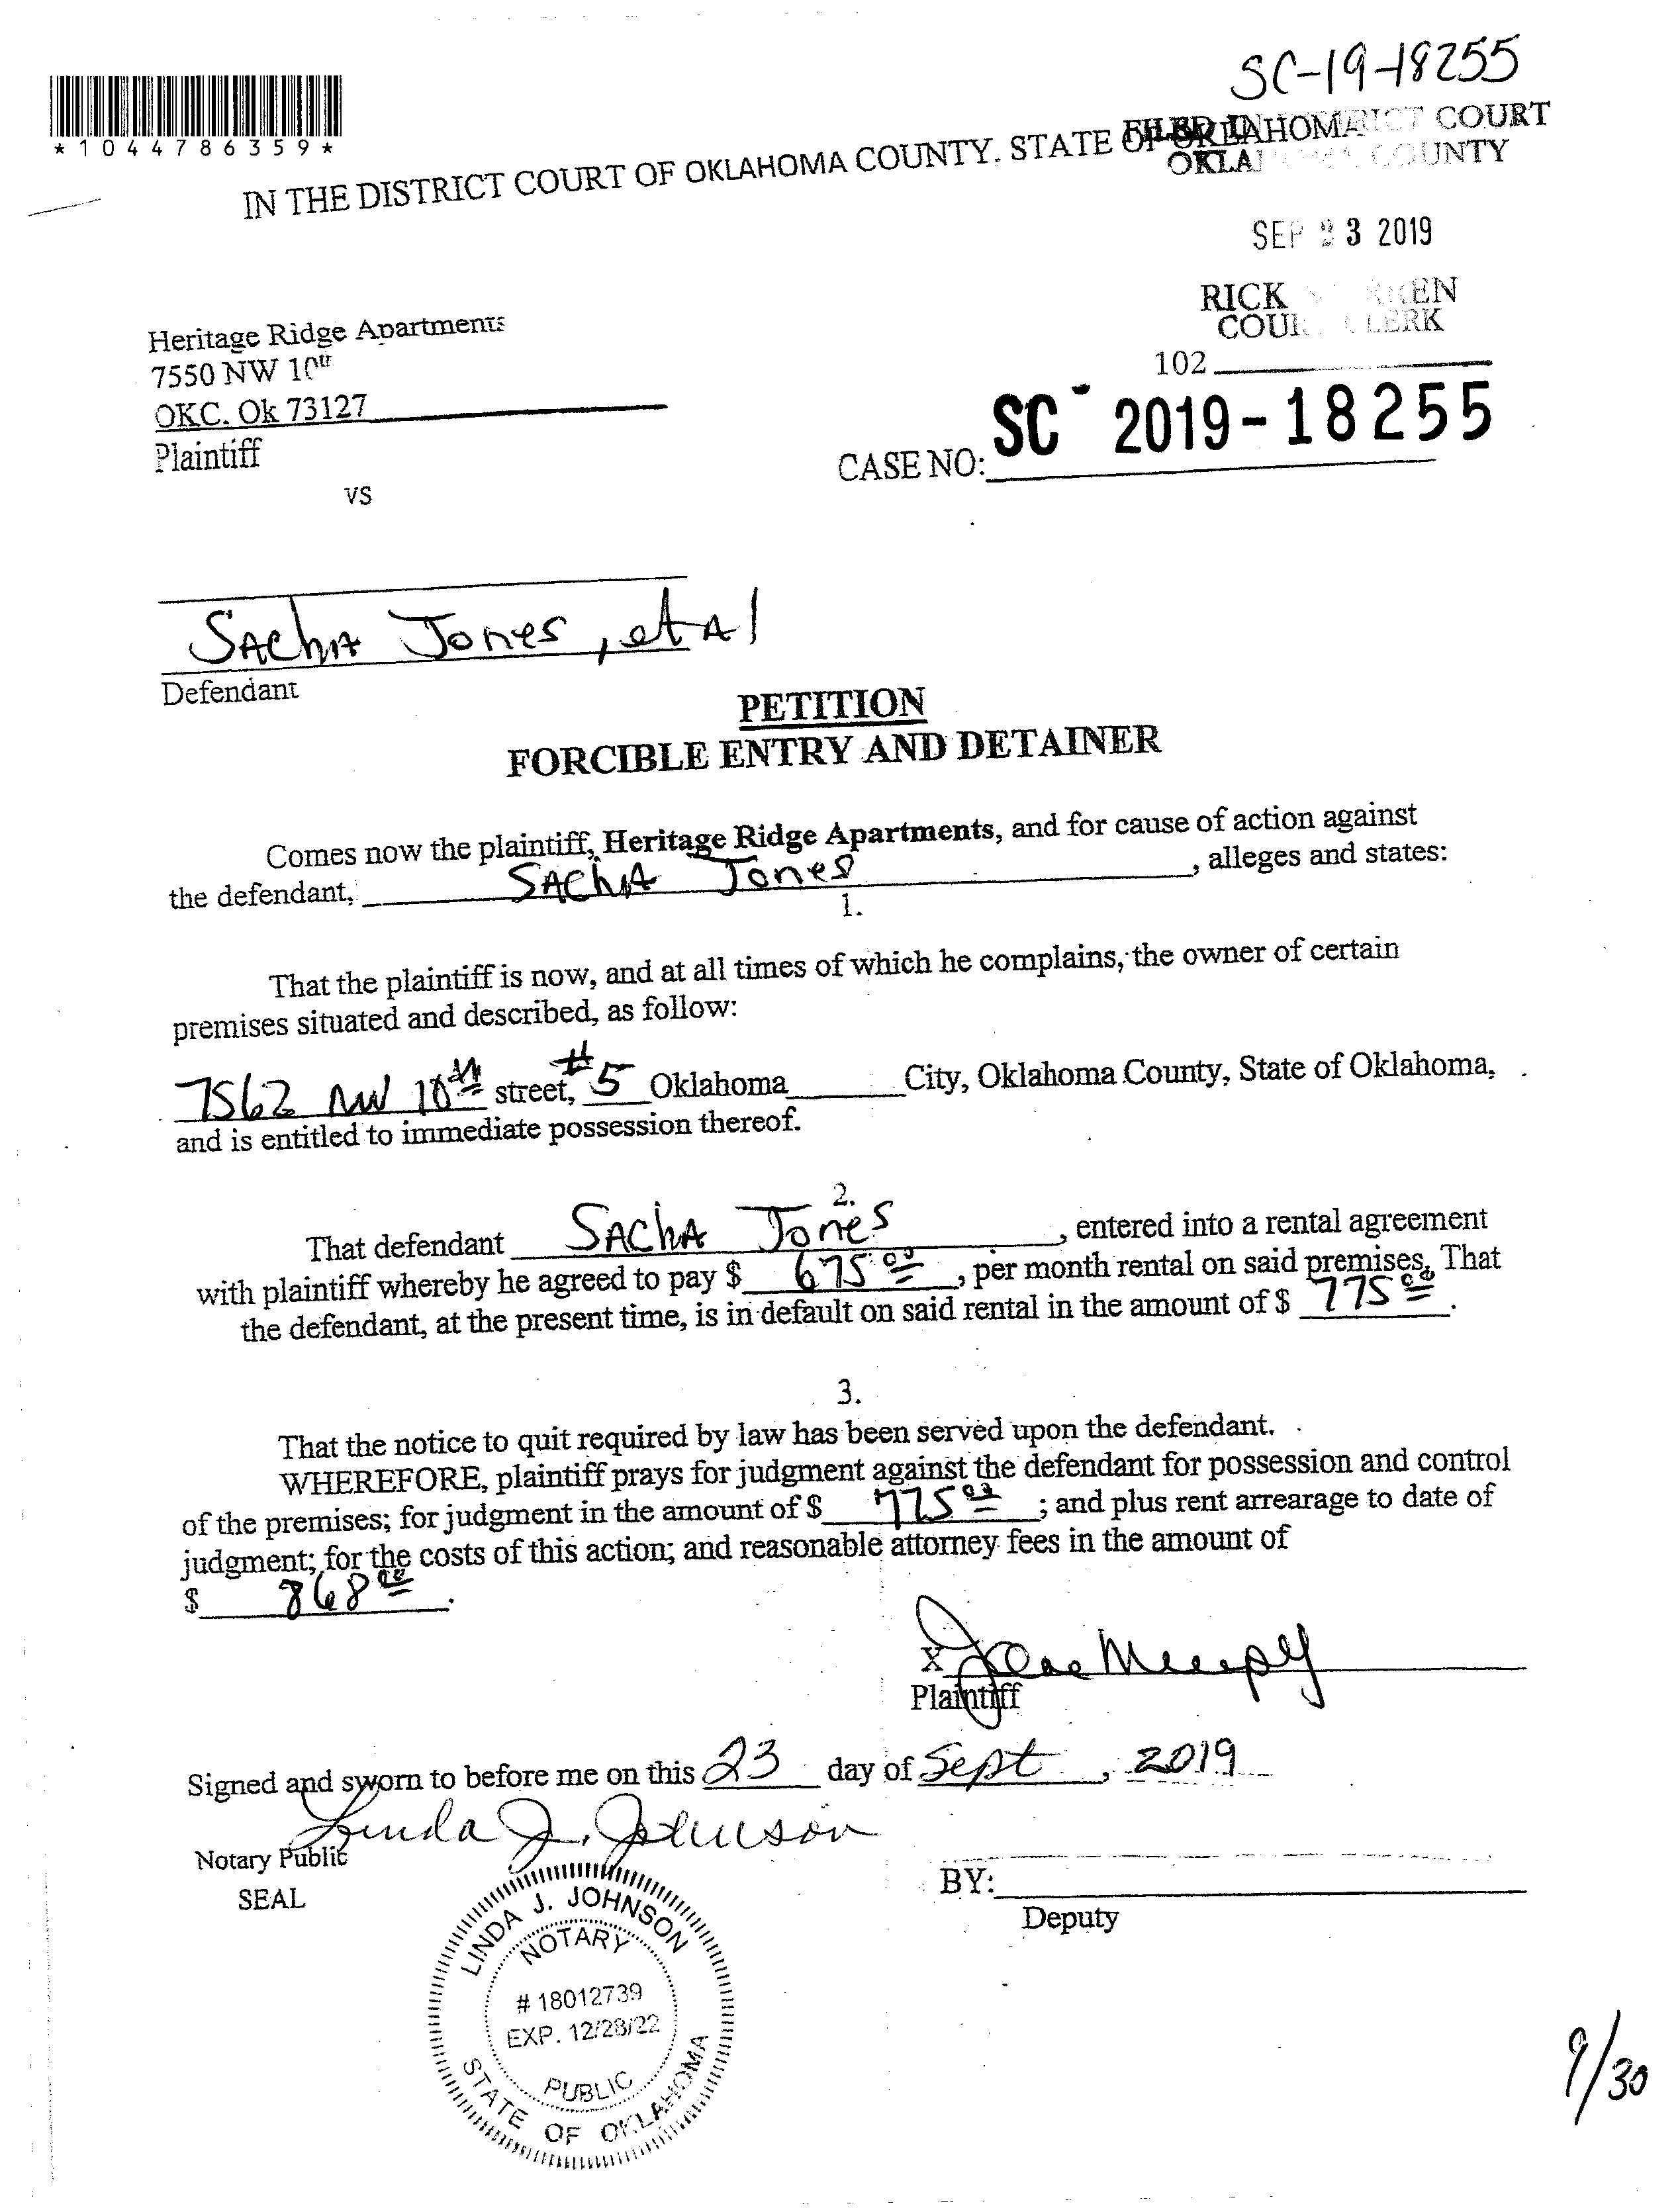 SC-19-18255
*1044786359*
IN THE DISTRICT COURT OF OKLAHOMA COUNTY. STATE OF OKLAHOMA
FILED IN DISTRICT COURT
OKLAHOMA COUNTY
SEP 23 2019
RICK WARREN
COURT CLERK
102
Heritage Ridge Apartments
7550 NW 10th
OKC. Ok 73127
Plaintiff
vs
CASE NO: SC- 2019-18255
SACHA Jones, et Al
Defendant
PETITION
FORCIBLE ENTRY AND DETAINER
Comes now the plaintiff, Heritage Ridge Apartments, and for cause of action against
the defendant, SACHA Jones, alleges and states:
1.
That the plaintiff is now, and at all times of which he complains, the owner of certain
premises situated and described, as follow:
7562 NW 10th street, #5 Oklahoma City, Oklahoma County, State of Oklahoma,
and is entitled to immediate possession thereof.
2.
That defendant SACHA Jones, entered into a rental agreement
with plaintiff whereby he agreed to pay $ 675.00, per month rental on said premises. That
the defendant, at the present time, is in default on said rental in the amount of $ 775.00.
3.
That the notice to quit required by law has been served upon the defendant.
WHEREFORE, plaintiff prays for judgment against the defendant for possession and control
of the premises; for judgment in the amount of $ 775.00; and plus rent arrearage to date of
judgment; for the costs of this action; and reasonable attorney fees in the amount of
$ 868.00.
X
Plaintiff
Signed and sworn to before me on this 23 day of Sept, 2019
Linda J. Johnson
Notary Public
SEAL
BY:
Deputy
LINDA J. JOHNSON
NOTARY
# 18012739
EXP. 12/28/22
PUBLIC
STATE OF OKLAHOMA
9/30